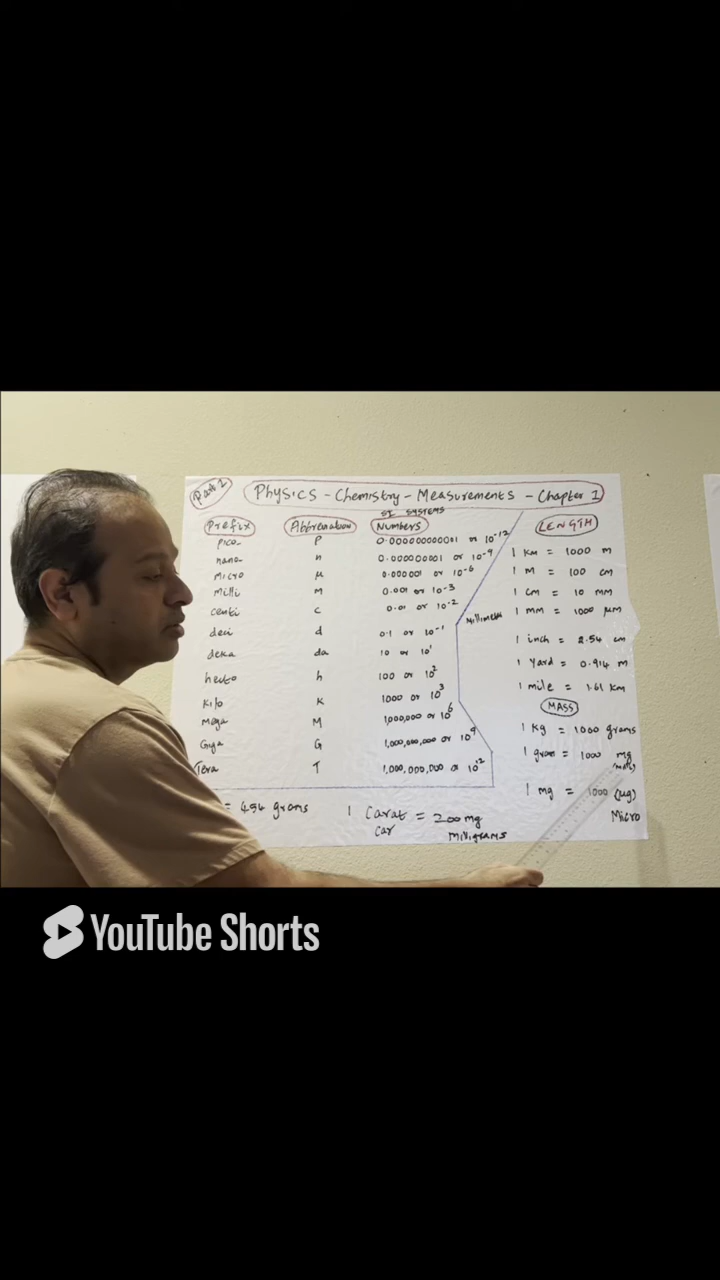 Part 1
Physics - Chemistry - Measurements - Chapter 1
SI SYSTEMS
Prefix Abbreviation Numbers
pico P 0.000000000001 or 10⁻¹²
nano n 0.000000001 or 10⁻⁹
micro μ 0.000001 or 10⁻⁶
milli m 0.001 or 10⁻³
centi c 0.01 or 10⁻²
deci d 0.1 or 10⁻¹
deka da 10 or 10¹
hecto h 100 or 10²
kilo K 1000 or 10³
Mega M 1,000,000 or 10⁶
Giga G 1,000,000,000 or 10⁹
Tera T 1,000,000,000 or 10¹²
= 454 grams
1 Carat = 200 mg
Car Milligrams
LENGTH
1 Km = 1000 m
1 M = 100 cm
1 cm = 10 mm
Millimeters
1 mm = 1000 μm
1 inch = 2.54 cm
1 Yard = 0.914 m
1 mile = 1.61 Km
MASS
1 Kg = 1000 grams
1 gram = 1000 mg
1 mg = 1000 (μg)
Micro
YouTube Shorts